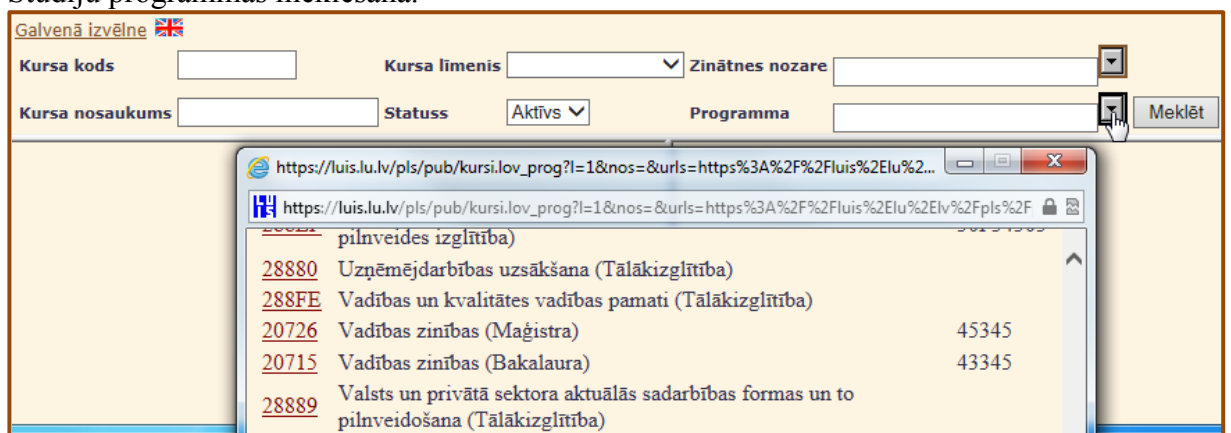 Galvenā izvēlne
Kursa kods Kursa līmenis Zinātnes nozare
Kursa nosaukums Statuss Aktīvs Programma Meklēt
https://luis.lu.lv/pls/pub/kursi.lov_prog?l=1&nos=&urls=https%3A%2F%2Fluis%2Elu%2...
https://luis.lu.lv/pls/pub/kursi.lov_prog?l=1&nos=&urls=https%3A%2F%2Fluis%2Elu%2Elv%2Fpls%2F
pilnveides izglītība)
28880 Uzņēmējdarbības uzsākšana (Tālākizglītība)
288FE Vadības un kvalitātes vadības pamati (Tālākizglītība)
20726 Vadības zinības (Maģistra) 45345
20715 Vadības zinības (Bakalaura) 43345
28889 Valsts un privātā sektora aktuālās sadarbības formas un to
pilnveidošana (Tālākizglītība)